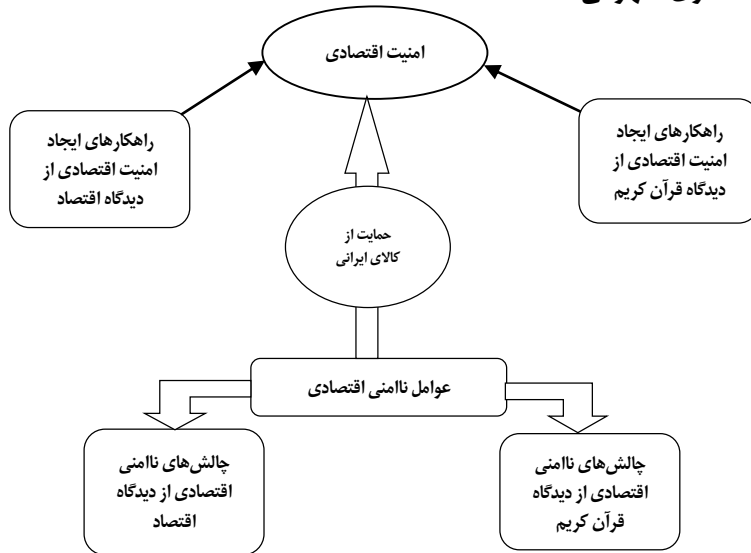 امنیت اقتصادی
راهکارهای ایجاد
امنیت اقتصادی از
دیدگاه قرآن کریم
راهکارهای ایجاد
امنیت اقتصادی از
دیدگاه اقتصاد
حمایت از
کالای ایرانی
عوامل ناامنی اقتصادی
چالش‌های ناامنی
اقتصادی از دیدگاه
قرآن کریم
چالش‌های ناامنی
اقتصادی از دیدگاه
اقتصاد